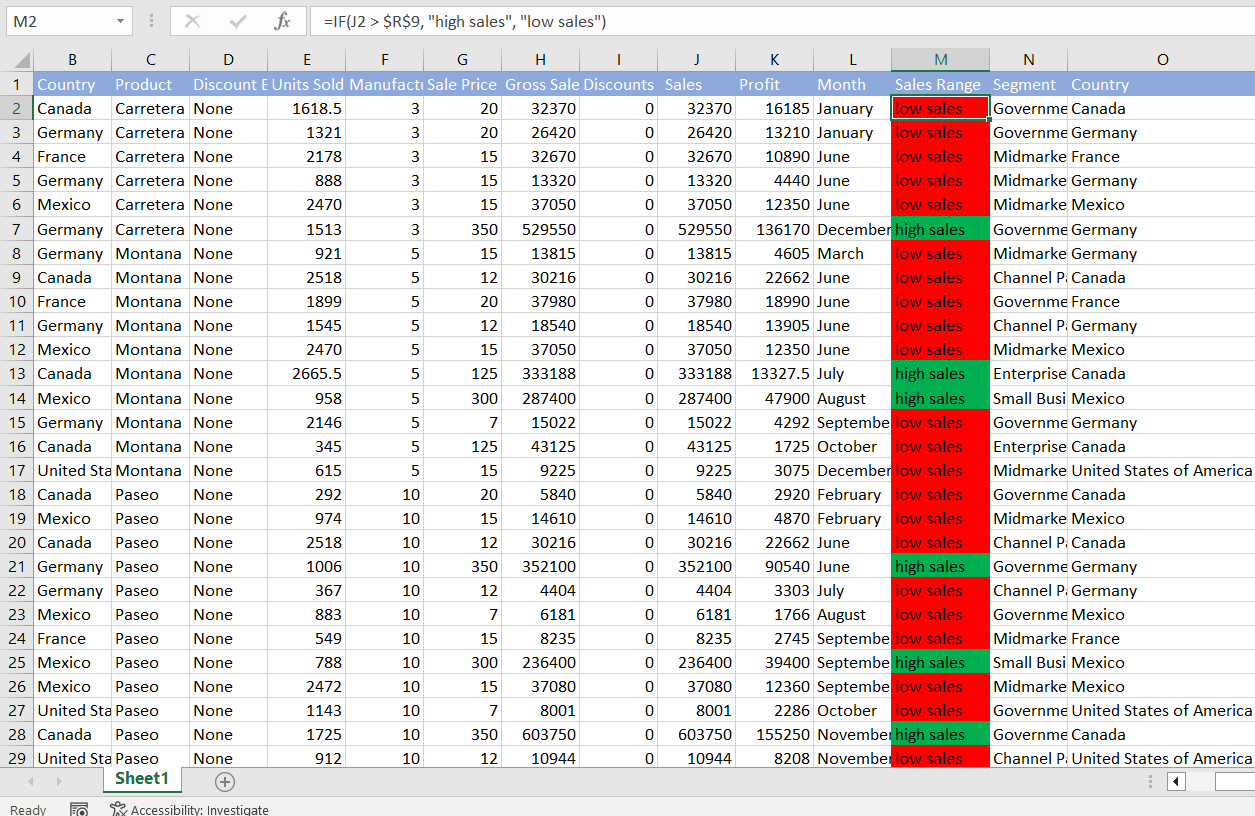 M2 fx =IF(J2 > $R$9, "high sales", "low sales")
B C D E F G H I J K L M N O
1 Country Product Discount B Units Sold Manufactu Sale Price Gross Sale Discounts Sales Profit Month Sales Range Segment Country
2 Canada Carretera None 1618.5 3 20 32370 0 32370 16185 January low sales Governme Canada
3 Germany Carretera None 1321 3 20 26420 0 26420 13210 January low sales Governme Germany
4 France Carretera None 2178 3 15 32670 0 32670 10890 June low sales Midmarke France
5 Germany Carretera None 888 3 15 13320 0 13320 4440 June low sales Midmarke Germany
6 Mexico Carretera None 2470 3 15 37050 0 37050 12350 June low sales Midmarke Mexico
7 Germany Carretera None 1513 3 350 529550 0 529550 136170 December high sales Governme Germany
8 Germany Montana None 921 5 15 13815 0 13815 4605 March low sales Midmarke Germany
9 Canada Montana None 2518 5 12 30216 0 30216 22662 June low sales Channel Pa Canada
10 France Montana None 1899 5 20 37980 0 37980 18990 June low sales Governme France
11 Germany Montana None 1545 5 12 18540 0 18540 13905 June low sales Channel Pa Germany
12 Mexico Montana None 2470 5 15 37050 0 37050 12350 June low sales Midmarke Mexico
13 Canada Montana None 2665.5 5 125 333188 0 333188 13327.5 July high sales Enterprise Canada
14 Mexico Montana None 958 5 300 287400 0 287400 47900 August high sales Small Busi Mexico
15 Germany Montana None 2146 5 7 15022 0 15022 4292 Septembe low sales Governme Germany
16 Canada Montana None 345 5 125 43125 0 43125 1725 October low sales Enterprise Canada
17 United Sta Montana None 615 5 15 9225 0 9225 3075 December low sales Midmarke United States of America
18 Canada Paseo None 292 10 20 5840 0 5840 2920 February low sales Governme Canada
19 Mexico Paseo None 974 10 15 14610 0 14610 4870 February low sales Midmarke Mexico
20 Canada Paseo None 2518 10 12 30216 0 30216 22662 June low sales Channel Pa Canada
21 Germany Paseo None 1006 10 350 352100 0 352100 90540 June high sales Governme Germany
22 Germany Paseo None 367 10 12 4404 0 4404 3303 July low sales Channel Pa Germany
23 Mexico Paseo None 883 10 7 6181 0 6181 1766 August low sales Governme Mexico
24 France Paseo None 549 10 15 8235 0 8235 2745 Septembe low sales Midmarke France
25 Mexico Paseo None 788 10 300 236400 0 236400 39400 Septembe high sales Small Busi Mexico
26 Mexico Paseo None 2472 10 15 37080 0 37080 12360 Septembe low sales Midmarke Mexico
27 United Sta Paseo None 1143 10 7 8001 0 8001 2286 October low sales Governme United States of America
28 Canada Paseo None 1725 10 350 603750 0 603750 155250 November high sales Governme Canada
29 United Sta Paseo None 912 10 12 10944 0 10944 8208 November low sales Channel Pa United States of America
Sheet1
Ready Accessibility: Investigate